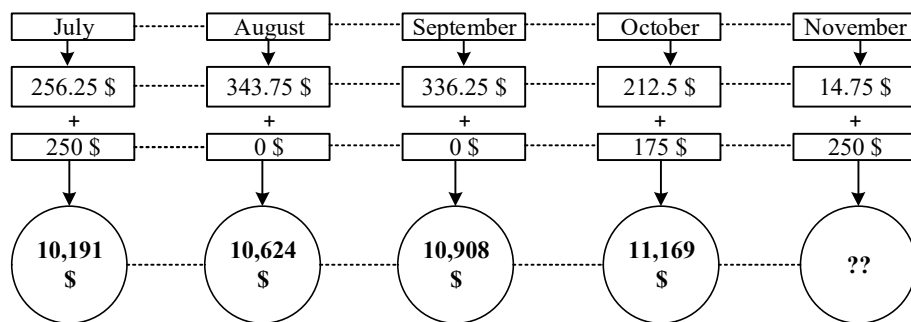 July August September October November
256.25 $ 343.75 $ 336.25 $ 212.5 $ 14.75 $
+ + + + +
250 $ 0 $ 0 $ 175 $ 250 $
10,191 10,624 10,908 11,169 ??
$ $ $ $